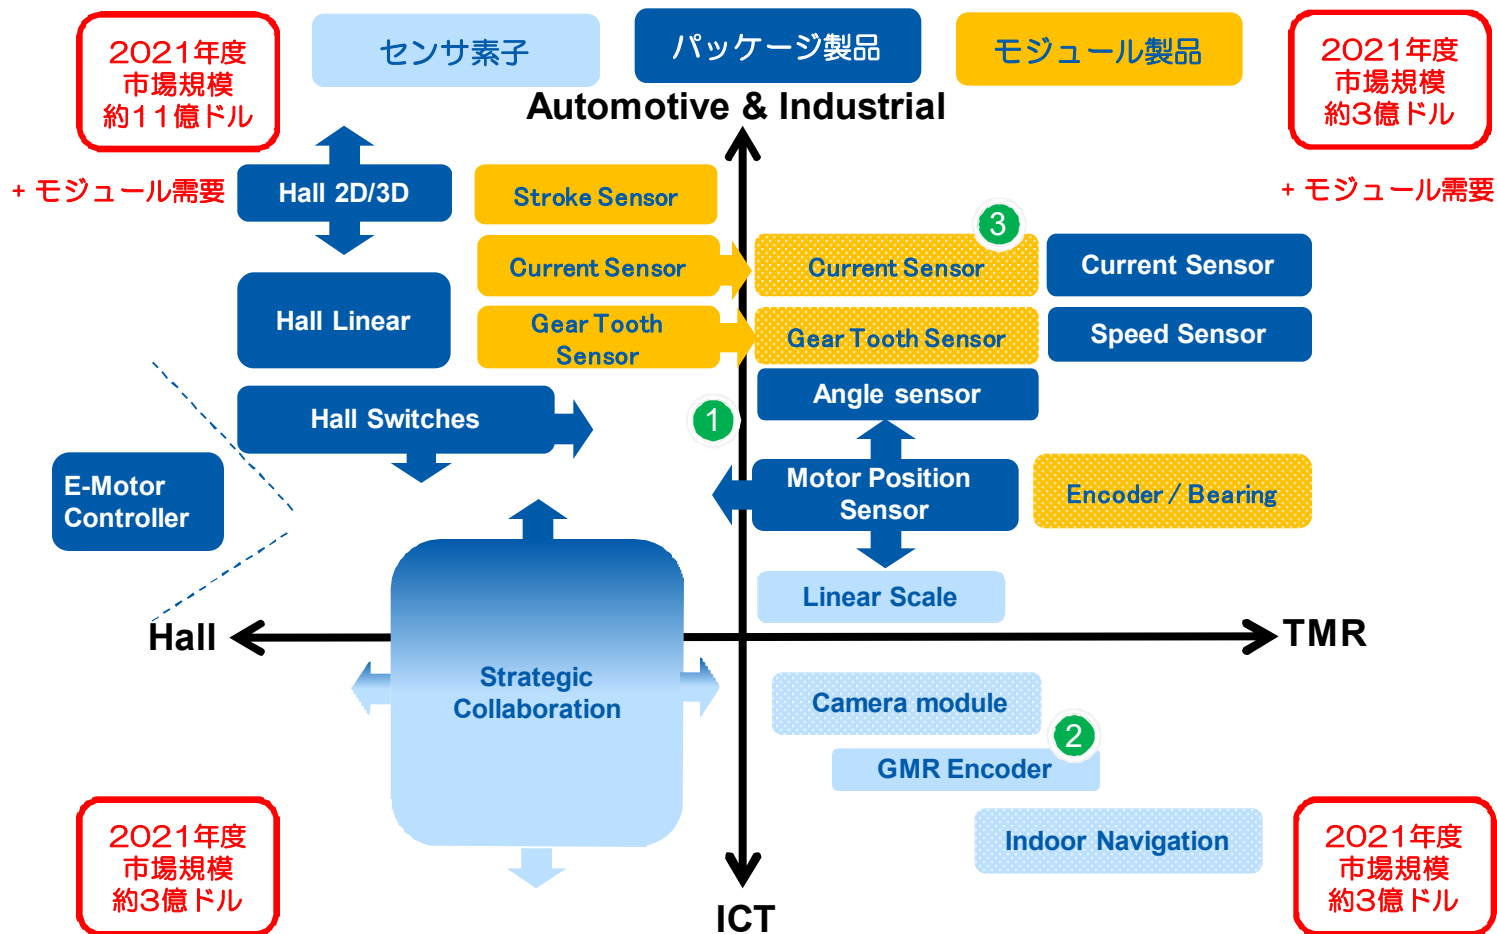 2021年度
市場規模
約11億ドル
センサ素子
パッケージ製品
モジュール製品
2021年度
市場規模
約3億ドル
Automotive & Industrial
+ モジュール需要
+ モジュール需要
Hall 2D/3D
Stroke Sensor
3
Current Sensor
Current Sensor
Current Sensor
Hall Linear
Gear Tooth
Sensor
Gear Tooth Sensor
Speed Sensor
Angle sensor
Hall Switches
1
E-Motor
Controller
Motor Position
Sensor
Encoder / Bearing
Linear Scale
Hall
TMR
Strategic
Collaboration
Camera module
2
GMR Encoder
Indoor Navigation
2021年度
市場規模
約3億ドル
2021年度
市場規模
約3億ドル
ICT